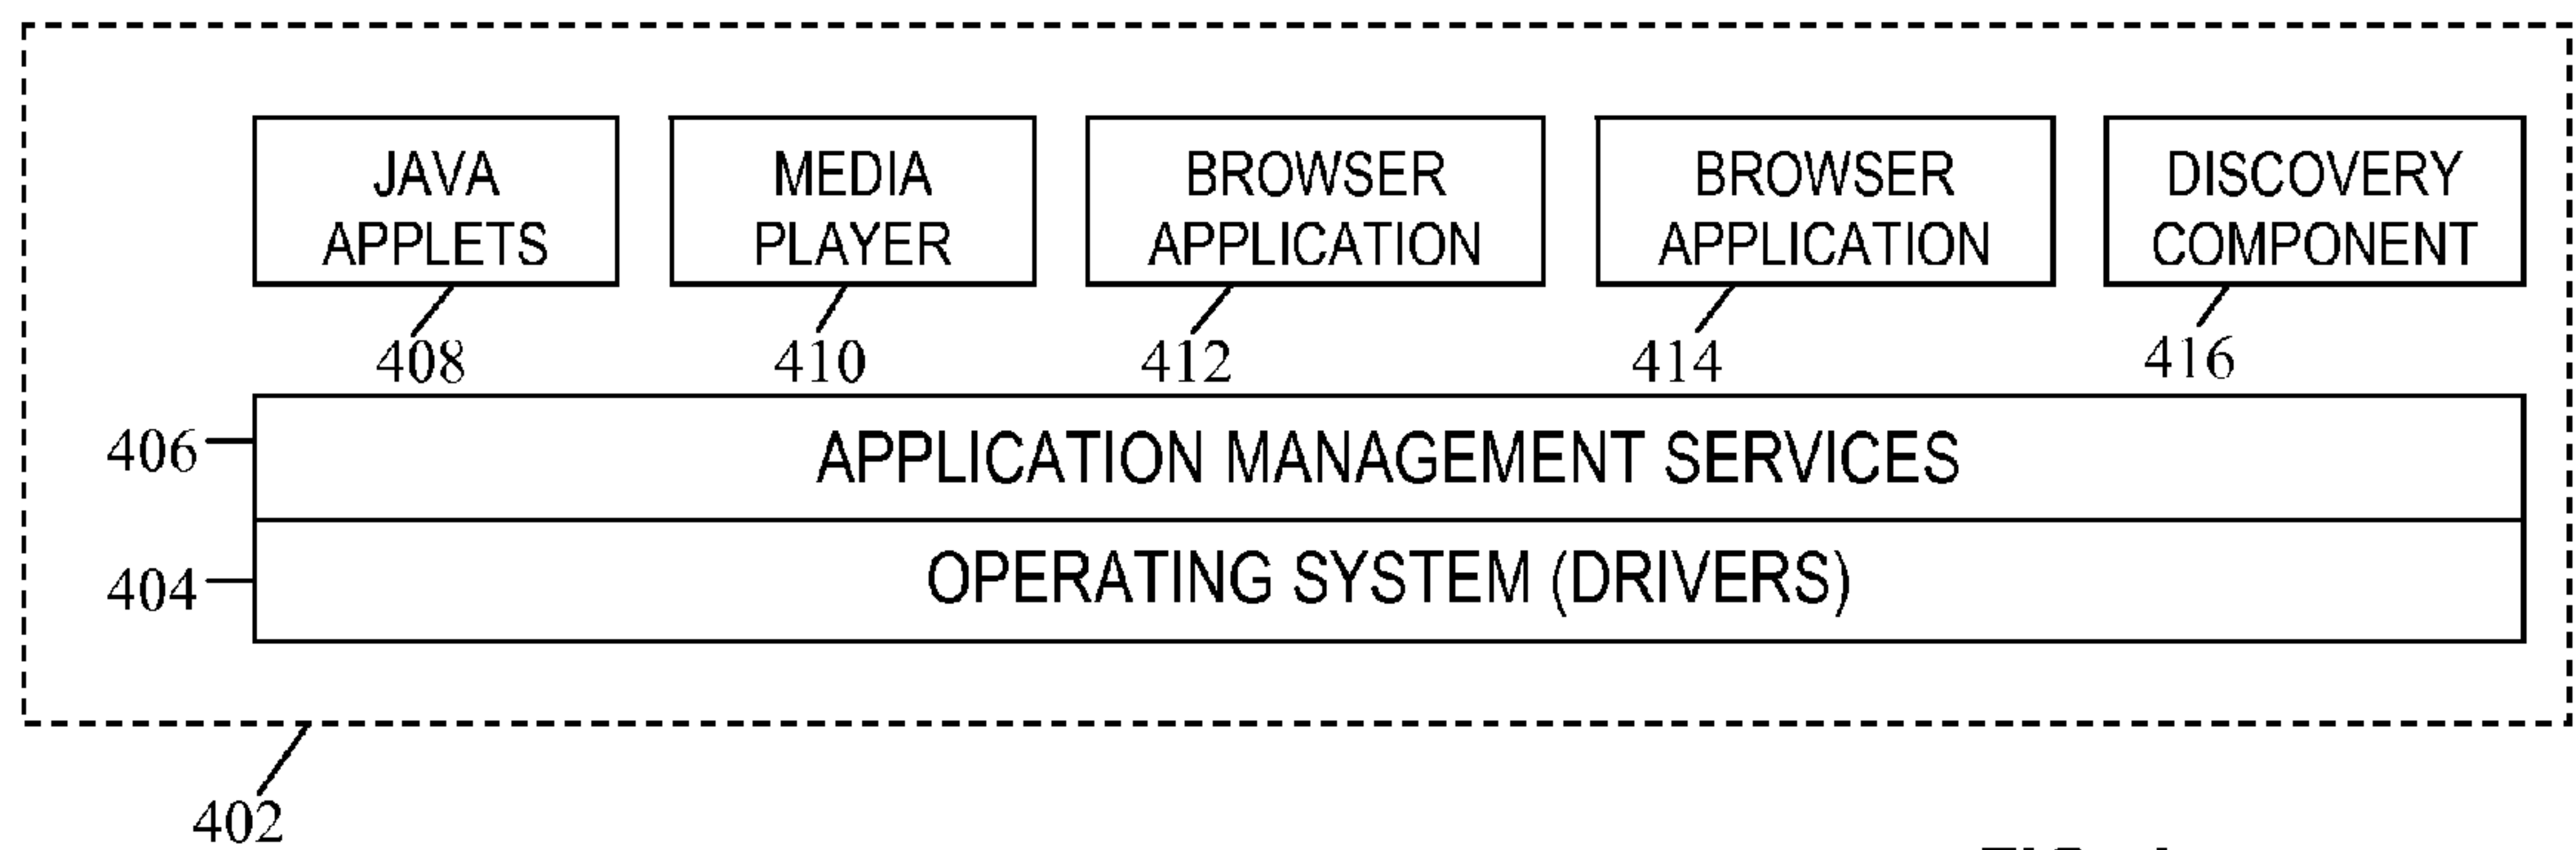 JAVA
APPLETS
MEDIA
PLAYER
BROWSER
APPLICATION
BROWSER
APPLICATION
DISCOVERY
COMPONENT
408
410
412
414
416
406
APPLICATION MANAGEMENT SERVICES
404
OPERATING SYSTEM (DRIVERS)
402